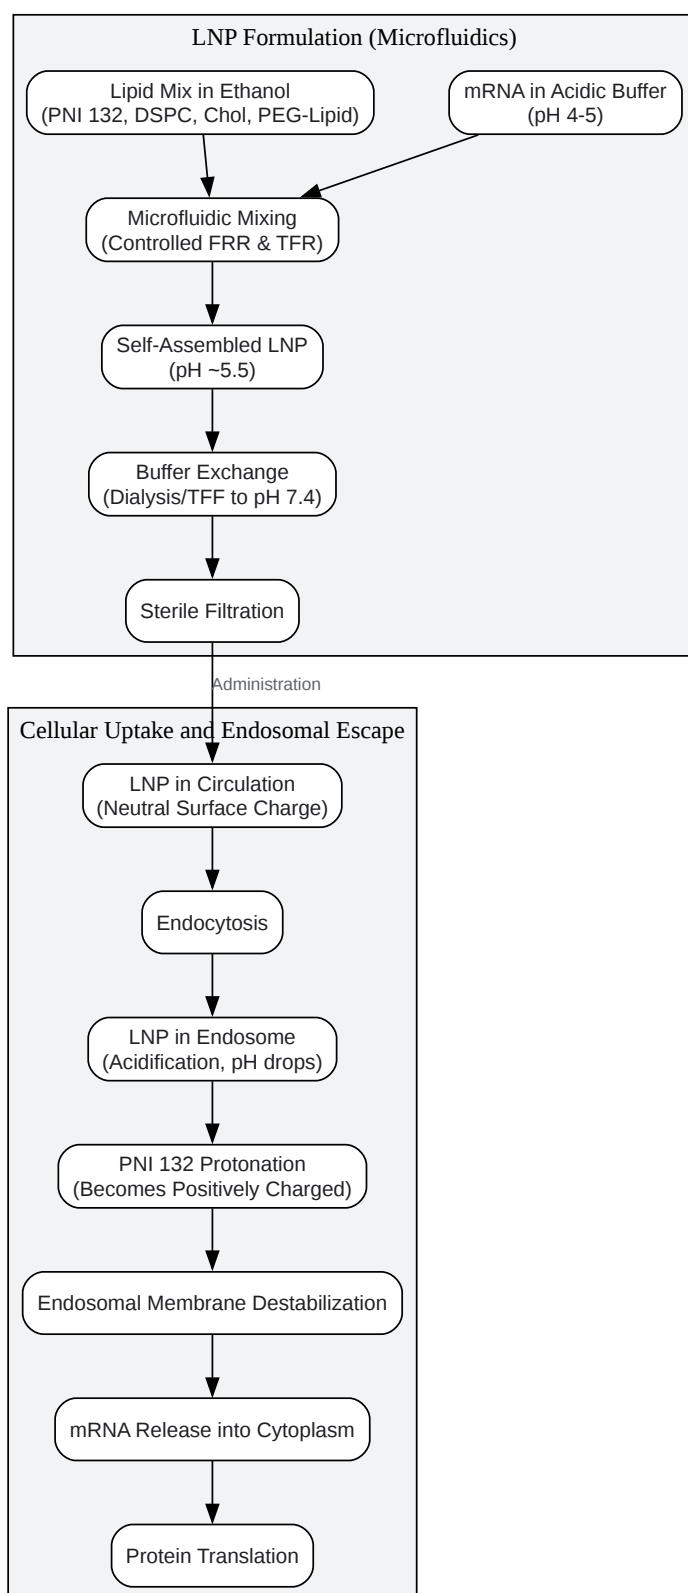 LNP Formulation (Microfluidics)
Lipid Mix in Ethanol
(PNI 132, DSPC, Chol, PEG-Lipid)
mRNA in Acidic Buffer
(pH 4-5)
Microfluidic Mixing
(Controlled FRR & TFR)
Self-Assembled LNP
(pH ~5.5)
Buffer Exchange
(Dialysis/TFF to pH 7.4)
Sterile Filtration
Administration
Cellular Uptake and Endosomal Escape
LNP in Circulation
(Neutral Surface Charge)
Endocytosis
LNP in Endosome
(Acidification, pH drops)
PNI 132 Protonation
(Becomes Positively Charged)
Endosomal Membrane Destabilization
mRNA Release into Cytoplasm
Protein Translation